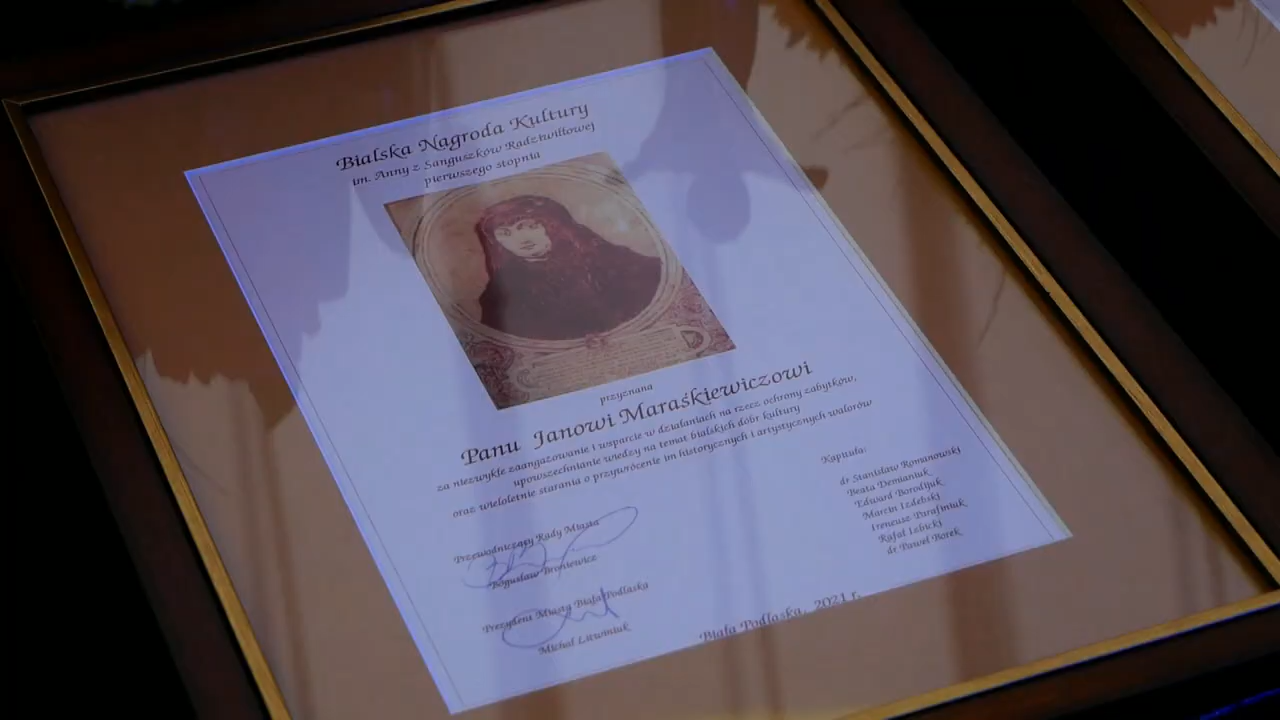 Bialska Nagroda Kultury
im. Anny z Sanguszków Radziwiłłowej
pierwszego stopnia
przyznana
Panu Janowi Maraśkiewiczowi
za niezwykłe zaangażowanie i wsparcie w działaniach na rzecz ochrony zabytków,
upowszechnianie wiedzy na temat bialskich dóbr kultury
oraz wieloletnie starania o przywrócenie im historycznych i artystycznych walorów
Kapituła:
dr Stanisław Romanowski
Beata Demianiuk
Edward Borodijuk
Marcin Izdebski
Ireneusz Parafiniuk
Rafał Izbicki
dr Paweł Borek
Przewodniczący Rady Miasta
Bogusław Broniewicz
Prezydent Miasta Biała Podlaska
Michał Litwiniuk
Biała Podlaska, 2021 r.